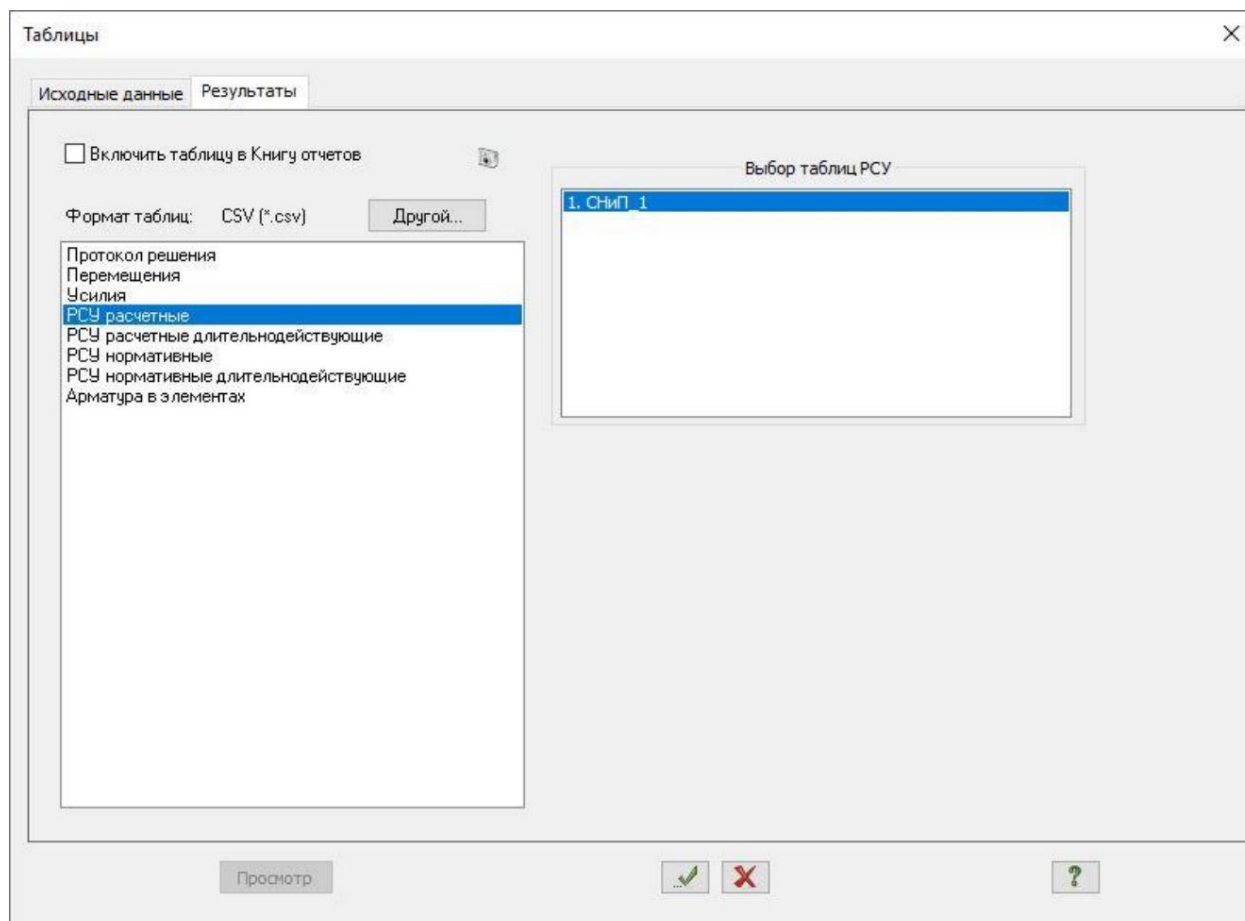 Таблицы
Исходные данные Результаты
Включить таблицу в Книгу отчетов
Выбор таблиц РСУ
Формат таблиц: CSV (*.csv) Другой...
1. СНиП_1
Протокол решения
Перемещения
Усилия
РСУ расчетные
РСУ расчетные длительнодействующие
РСУ нормативные
РСУ нормативные длительнодействующие
Арматура в элементах
Просмотр
?